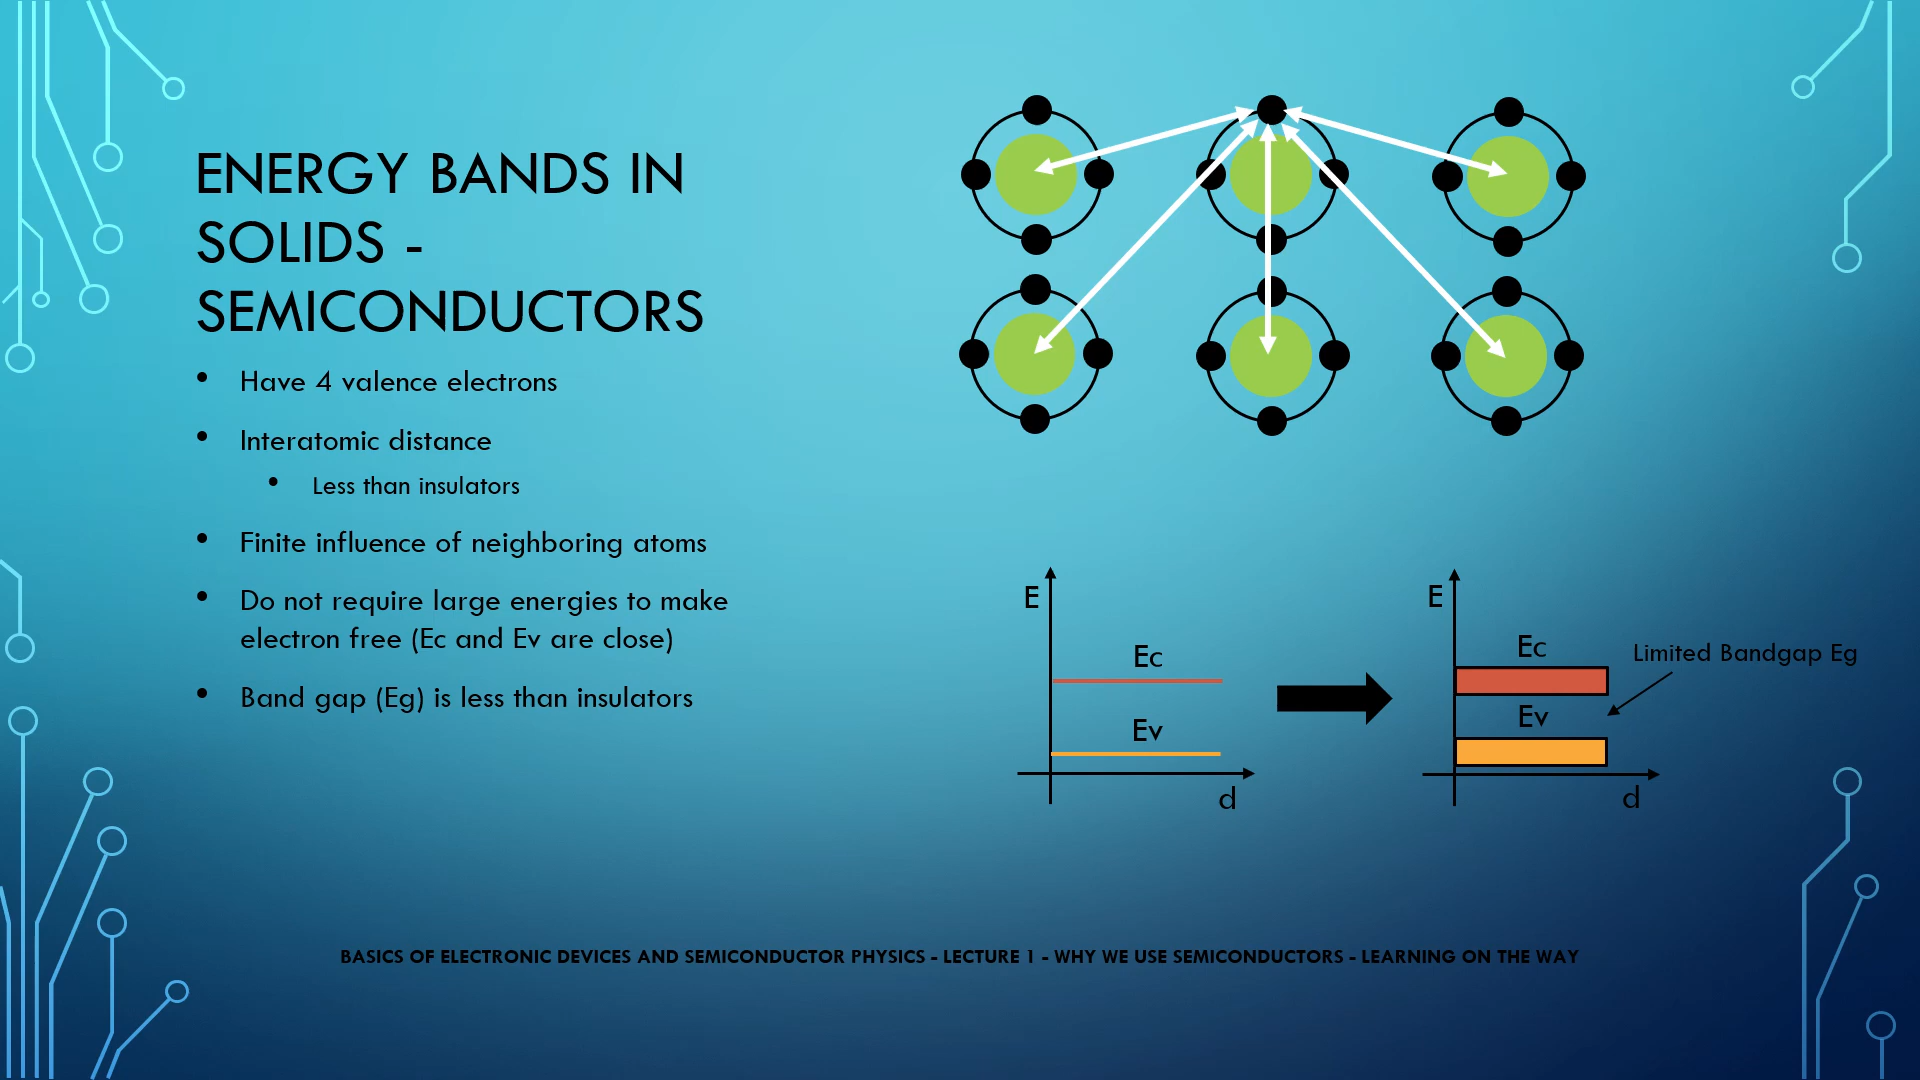 ENERGY BANDS IN
SOLIDS -
SEMICONDUCTORS
• Have 4 valence electrons
• Interatomic distance
• Less than insulators
• Finite influence of neighboring atoms
• Do not require large energies to make
electron free (Ec and Ev are close)
• Band gap (Eg) is less than insulators
E
Ec
Ev
d
E
Ec
Limited Bandgap Eg
Ev
d
BASICS OF ELECTRONIC DEVICES AND SEMICONDUCTOR PHYSICS - LECTURE 1 - WHY WE USE SEMICONDUCTORS - LEARNING ON THE WAY